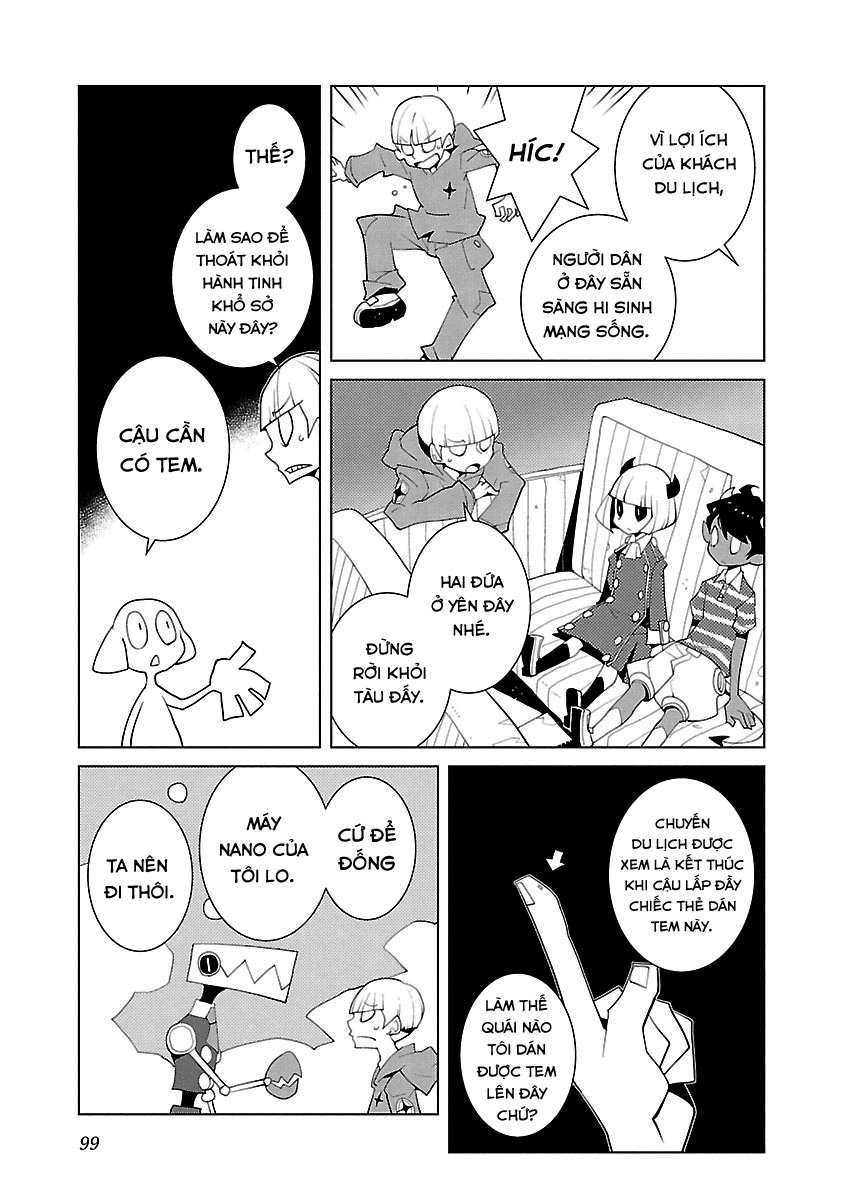 VÌ LỢI ÍCH
CỦA KHÁCH
DU LỊCH,
NGƯỜI DÂN
Ở ĐÂY SẴN
SÀNG HI SINH
MẠNG SỐNG.
HÍC!
THẾ?
LÀM SAO ĐỂ
THOÁT KHỎI
HÀNH TINH
KHỔ SỞ
NÀY ĐÂY?
CẬU CẦN
CÓ TEM.
HAI ĐỨA
Ở YÊN ĐÂY
NHÉ.
ĐỪNG
RỜI KHỎI
TÀU ĐẤY.
CHUYẾN
DU LỊCH ĐƯỢC
XEM LÀ KẾT THÚC
KHI CẬU LẤP ĐẦY
CHIẾC THẺ DÁN
TEM NÀY.
LÀM THẾ
QUÁI NÀO
TÔI DÁN
ĐƯỢC TEM
LÊN ĐÂY
CHỨ?
CỨ ĐỂ
ĐỐNG
MÁY
NANO CỦA
TÔI LO.
TA NÊN
ĐI THÔI.
99